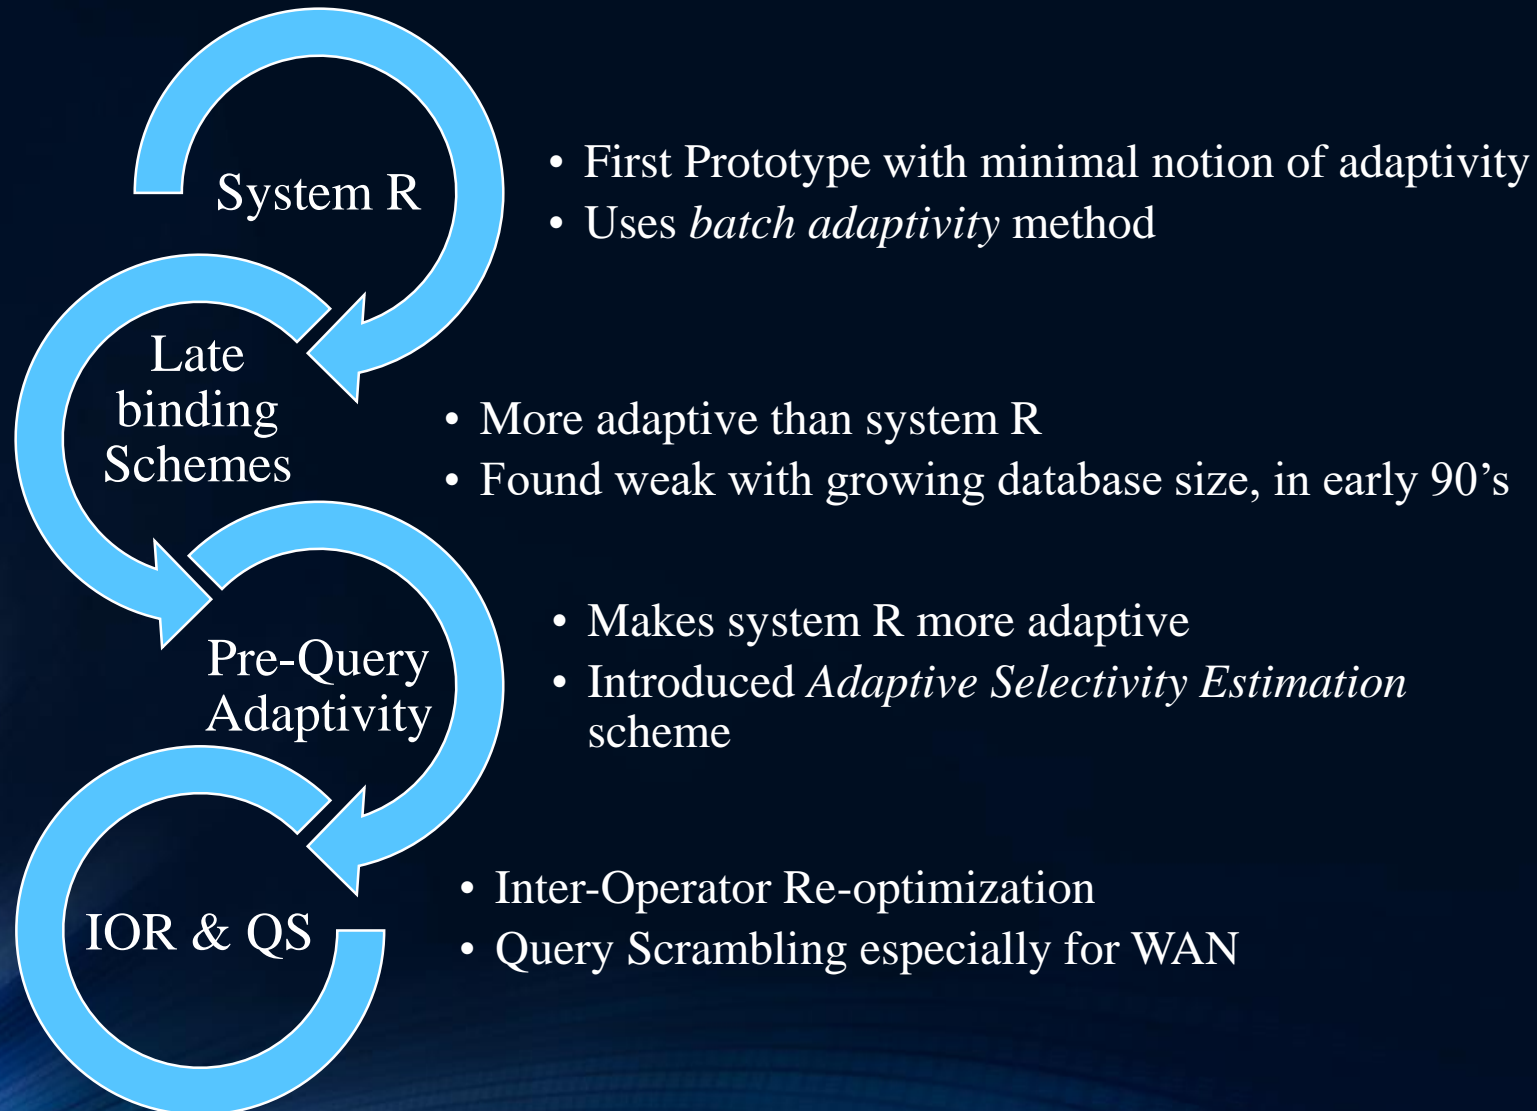 System R
• First Prototype with minimal notion of adaptivity
• Uses batch adaptivity method
Late
binding
Schemes
• More adaptive than system R
• Found weak with growing database size, in early 90’s
Pre-Query
Adaptivity
• Makes system R more adaptive
• Introduced Adaptive Selectivity Estimation
scheme
IOR & QS
• Inter-Operator Re-optimization
• Query Scrambling especially for WAN